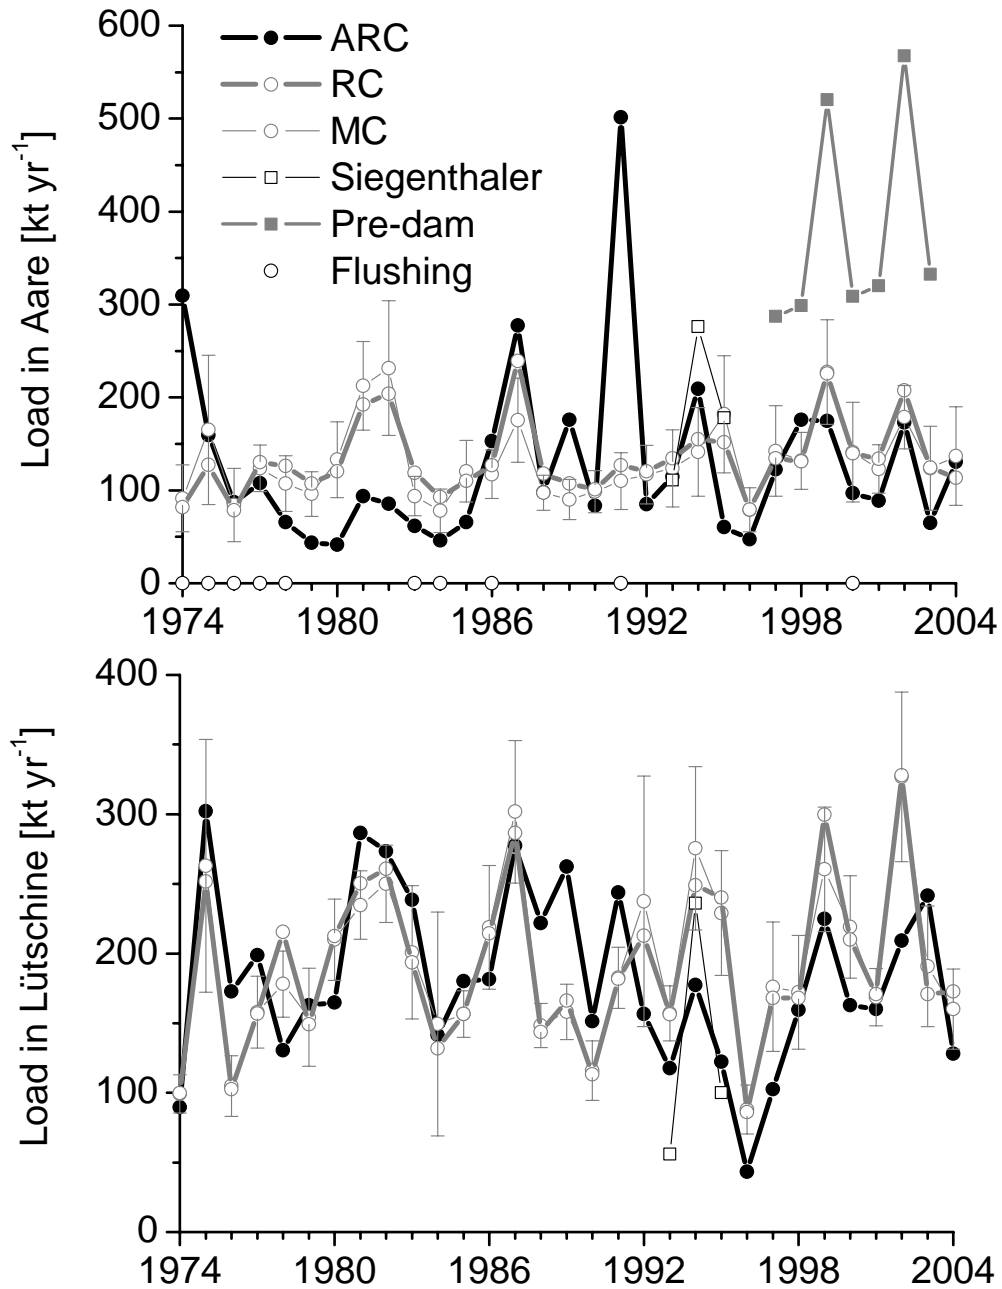 600
500
400
300
200
100
0
Load in Aare [kt yr-1]
ARC
RC
MC
Siegenthaler
Pre-dam
Flushing
1974 1980 1986 1992 1998 2004
400
300
200
100
0
Load in Lütschine [kt yr-1]
1974 1980 1986 1992 1998 2004